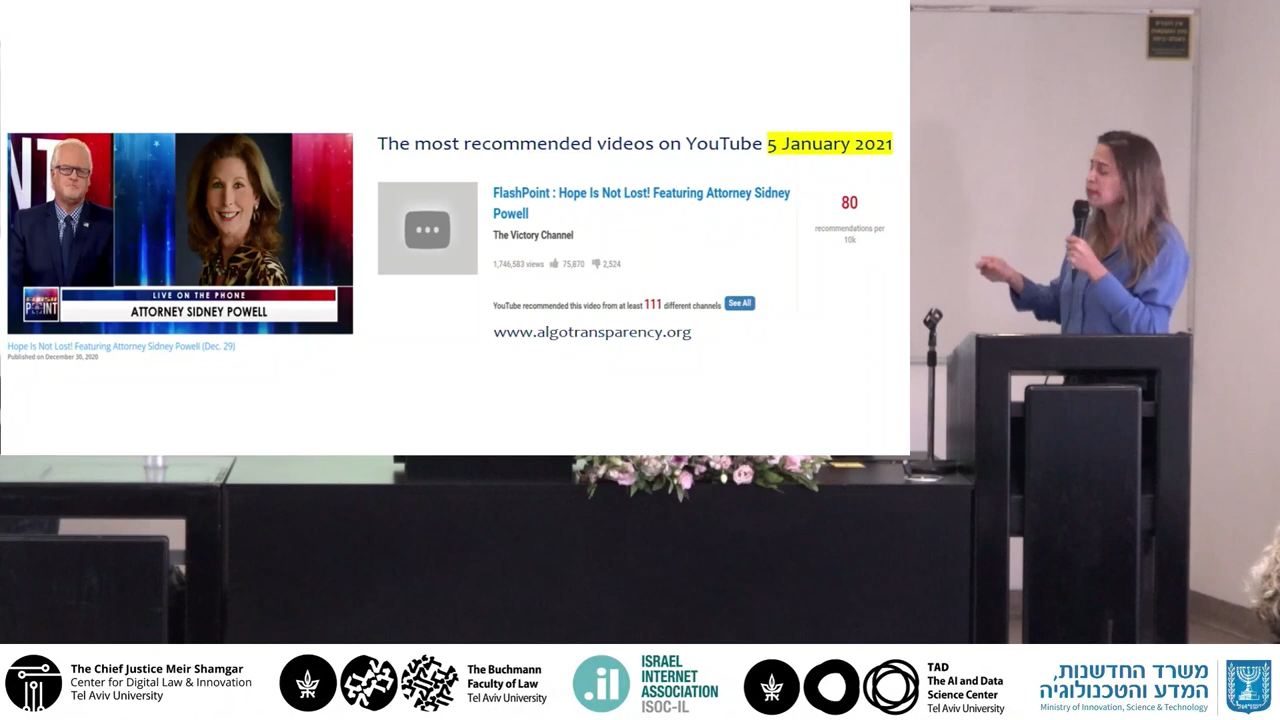 The most recommended videos on YouTube 5 January 2021
FlashPoint : Hope Is Not Lost! Featuring Attorney Sidney
Powell
The Victory Channel
1,746,583 views 75,870 2,524
80
recommendations per
10k
YouTube recommended this video from at least 111 different channels See All
www.algotransparency.org
LIVE ON THE PHONE
ATTORNEY SIDNEY POWELL
FLASH
POINT
Hope Is Not Lost! Featuring Attorney Sidney Powell (Dec. 29)
Published on December 30, 2020
The Chief Justice Meir Shamgar
Center for Digital Law & Innovation
Tel Aviv University
The Buchmann
Faculty of Law
Tel Aviv University
.il
ISRAEL
INTERNET
ASSOCIATION
ISOC-IL
TAD
The AI and Data
Science Center
Tel Aviv University
משרד החדשנות,
המדע והטכנולוגיה
Ministry of Innovation, Science & Technology